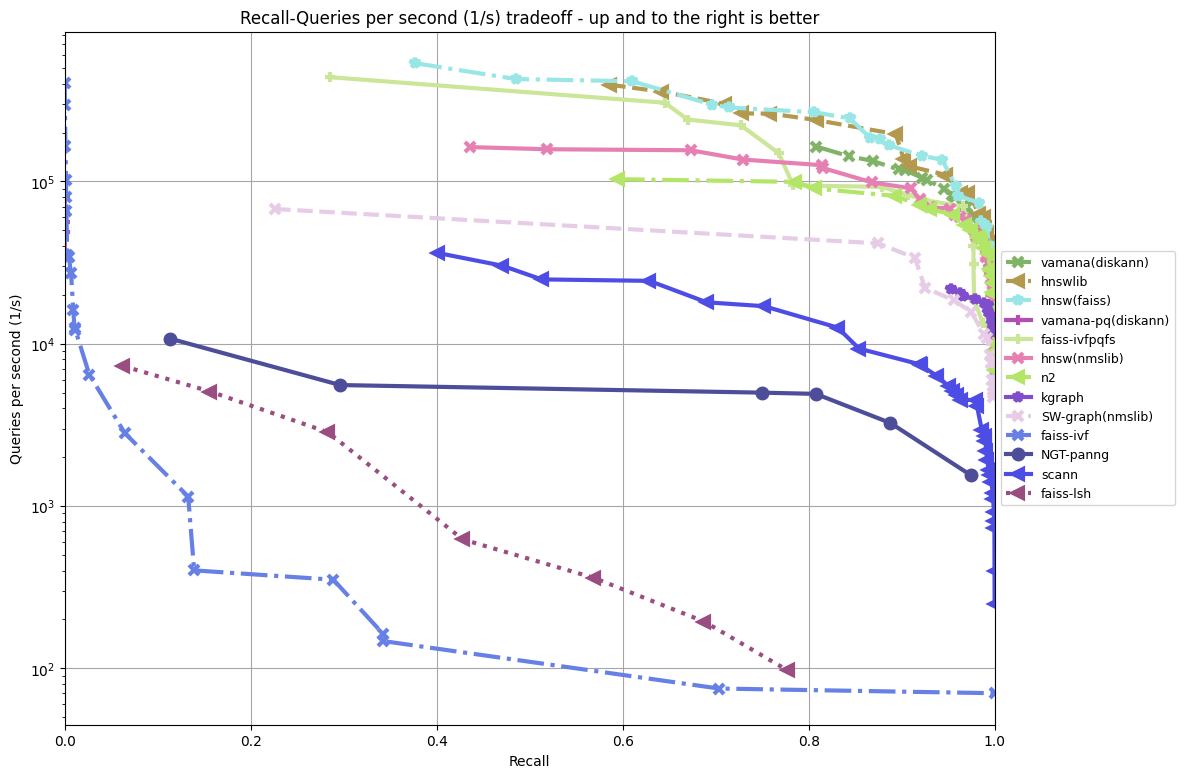 Recall-Queries per second (1/s) tradeoff - up and to the right is better
Queries per second (1/s)
10^5
10^4
10^3
10^2
0.0 0.2 0.4 0.6 0.8 1.0
Recall
vamana(diskann)
hnswlib
hnsw(faiss)
vamana-pq(diskann)
faiss-ivfpqfs
hnsw(nmslib)
n2
kgraph
SW-graph(nmslib)
faiss-ivf
NGT-panng
scann
faiss-lsh